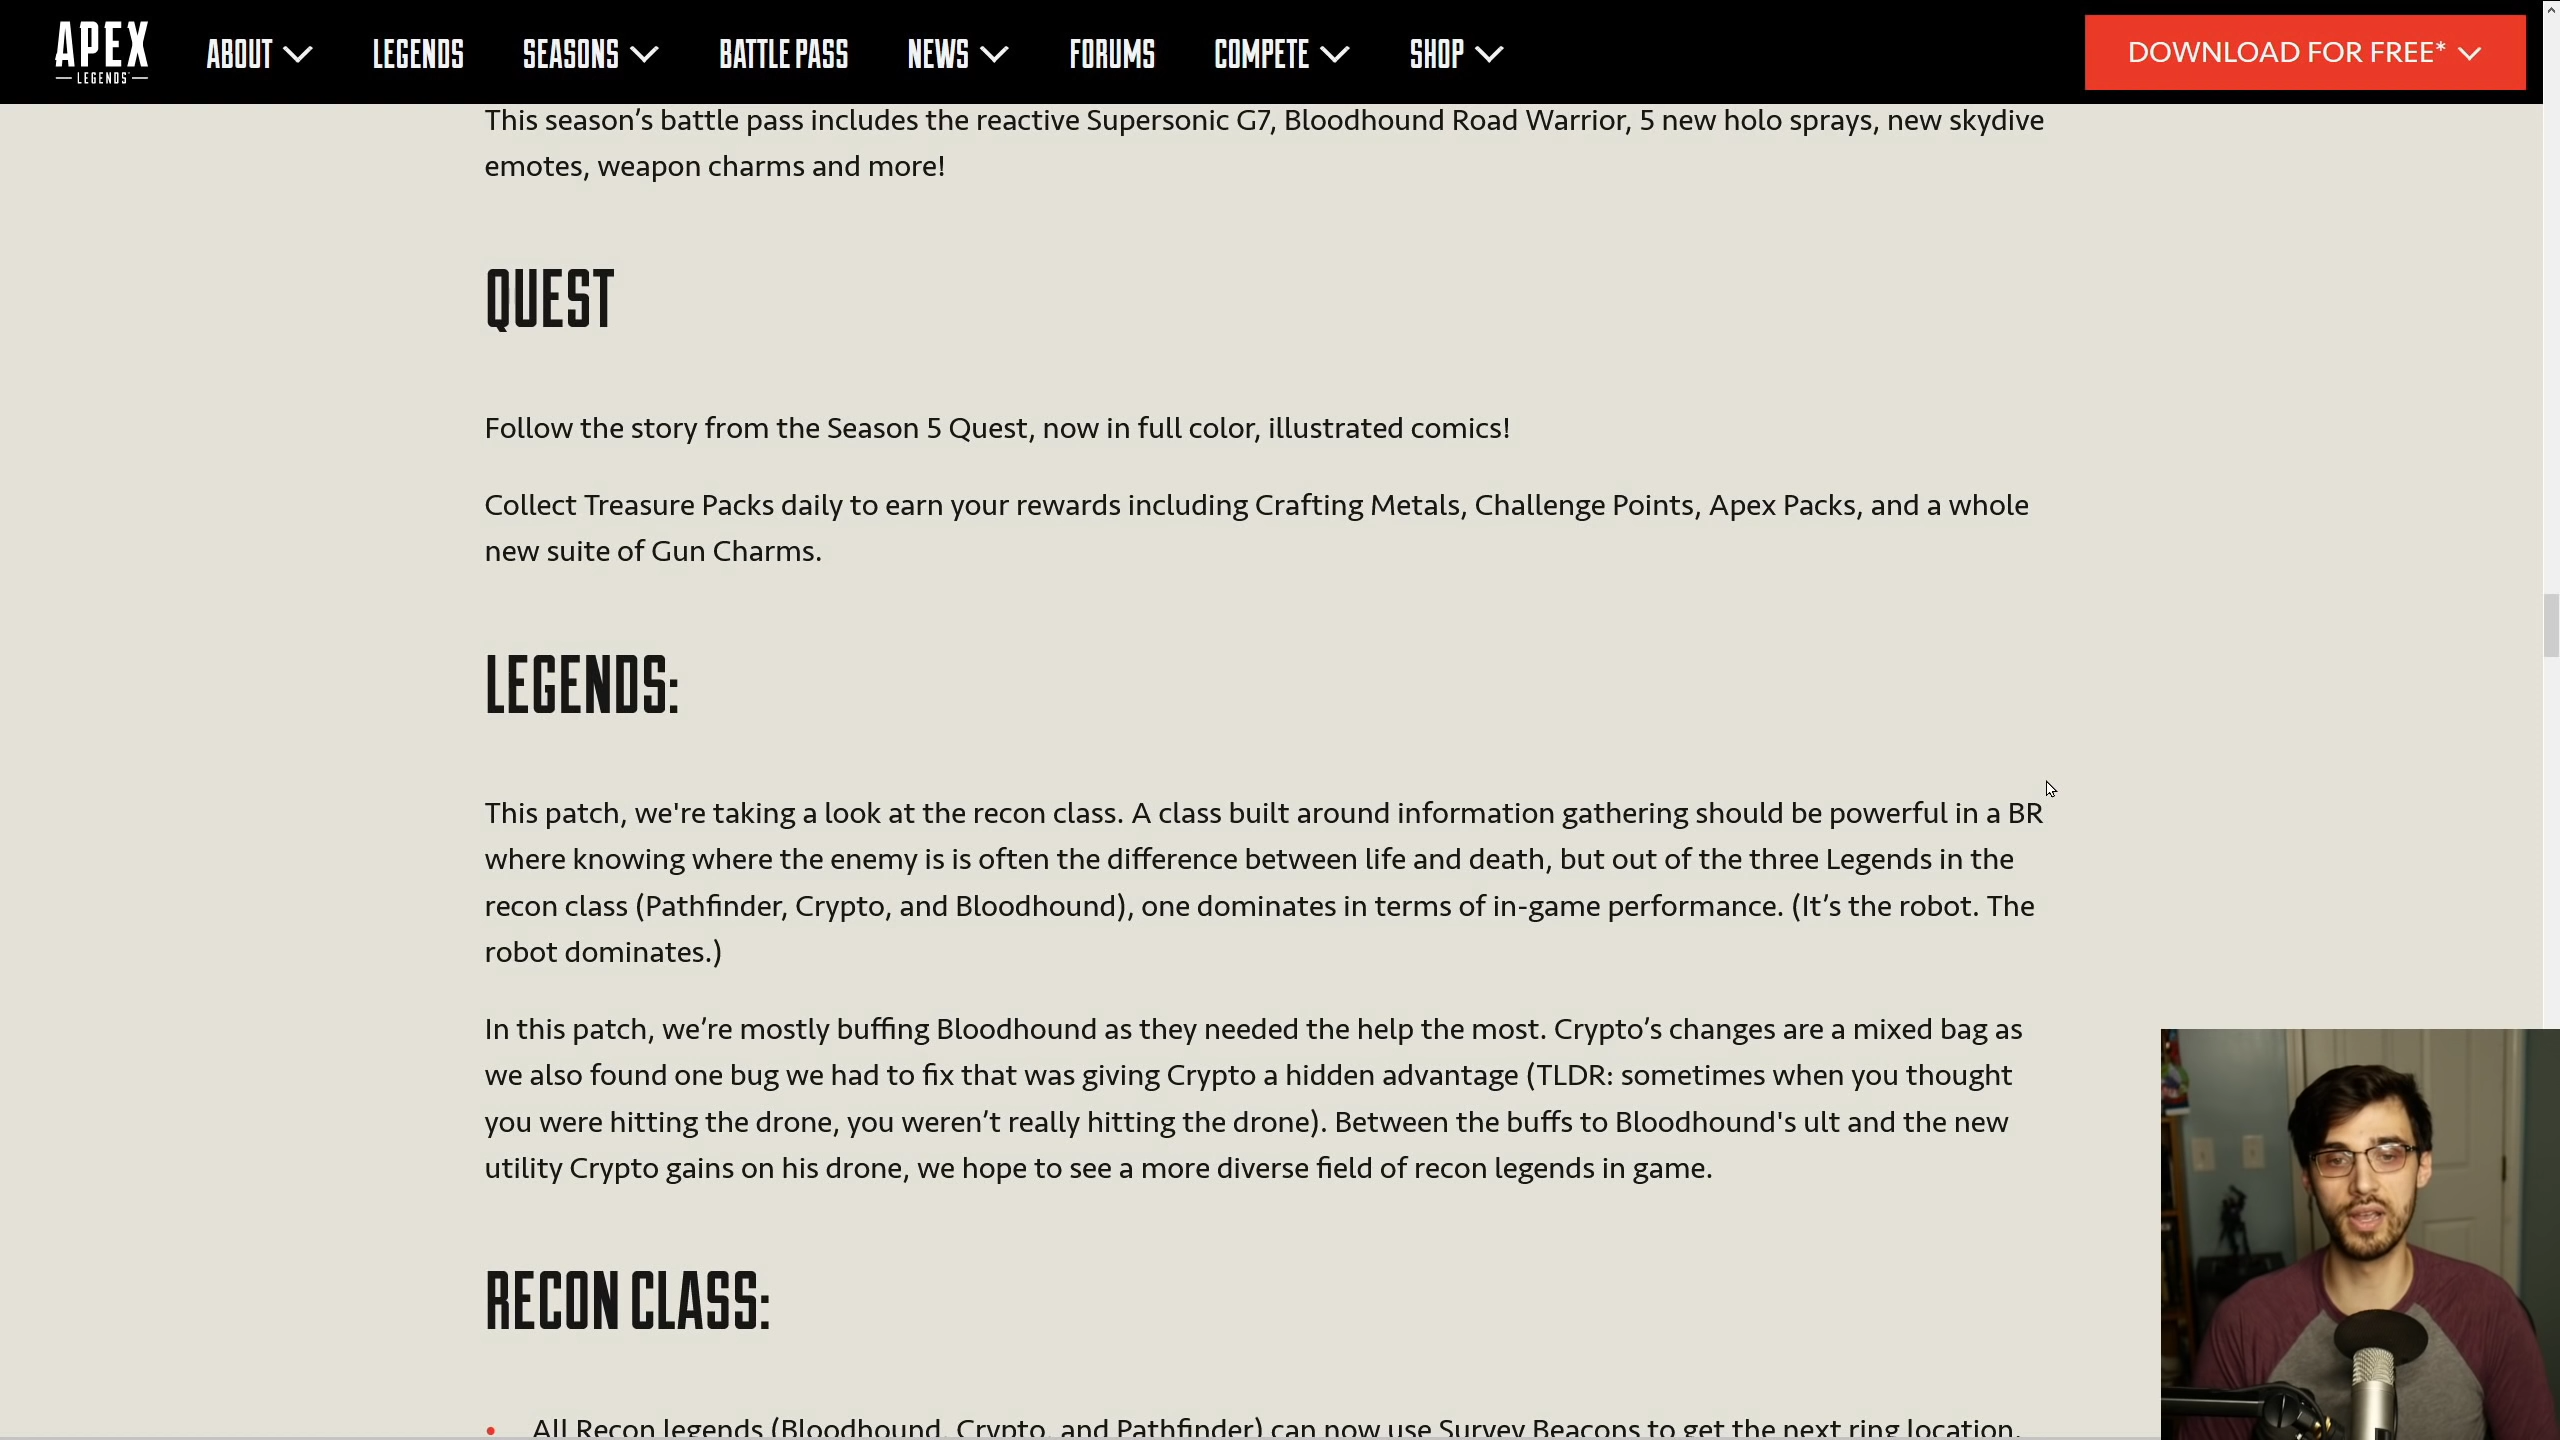 APEX
LEGENDS
ABOUT
LEGENDS
SEASONS
BATTLE PASS
NEWS
FORUMS
COMPETE
SHOP
DOWNLOAD FOR FREE*
This season’s battle pass includes the reactive Supersonic G7, Bloodhound Road Warrior, 5 new holo sprays, new skydive
emotes, weapon charms and more!
QUEST
Follow the story from the Season 5 Quest, now in full color, illustrated comics!
Collect Treasure Packs daily to earn your rewards including Crafting Metals, Challenge Points, Apex Packs, and a whole
new suite of Gun Charms.
LEGENDS:
This patch, we're taking a look at the recon class. A class built around information gathering should be powerful in a BR
where knowing where the enemy is is often the difference between life and death, but out of the three Legends in the
recon class (Pathfinder, Crypto, and Bloodhound), one dominates in terms of in-game performance. (It’s the robot. The
robot dominates.)
In this patch, we’re mostly buffing Bloodhound as they needed the help the most. Crypto’s changes are a mixed bag as
we also found one bug we had to fix that was giving Crypto a hidden advantage (TLDR: sometimes when you thought
you were hitting the drone, you weren’t really hitting the drone). Between the buffs to Bloodhound's ult and the new
utility Crypto gains on his drone, we hope to see a more diverse field of recon legends in game.
RECON CLASS:
• All Recon legends (Bloodhound, Crypto, and Pathfinder) can now use Survey Beacons to get the next ring location.